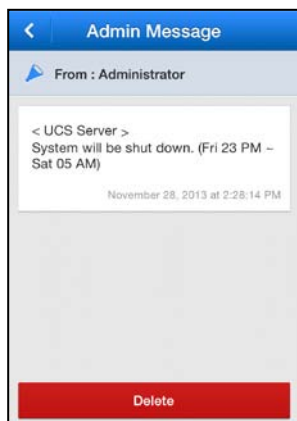 Admin Message
From : Administrator
< UCS Server >
System will be shut down. (Fri 23 PM ~
Sat 05 AM)
November 28, 2013 at 2:28:14 PM
Delete